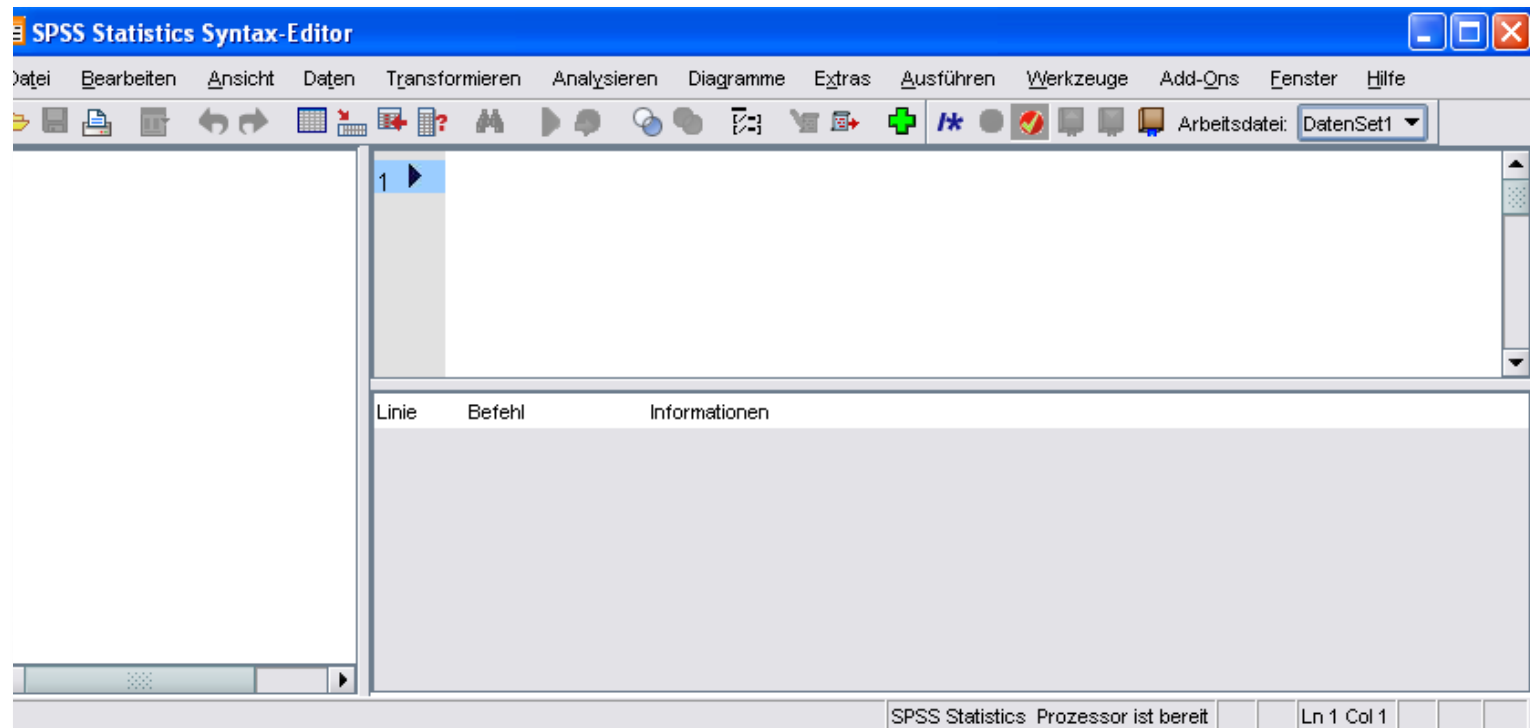 SPSS Statistics Syntax-Editor
Datei Bearbeiten Ansicht Daten Transformieren Analysieren Diagramme Extras Ausführen Werkzeuge Add-Ons Fenster Hilfe
Arbeitsdatei: DatenSet1
1
Linie Befehl Informationen
SPSS Statistics Prozessor ist bereit Ln 1 Col 1